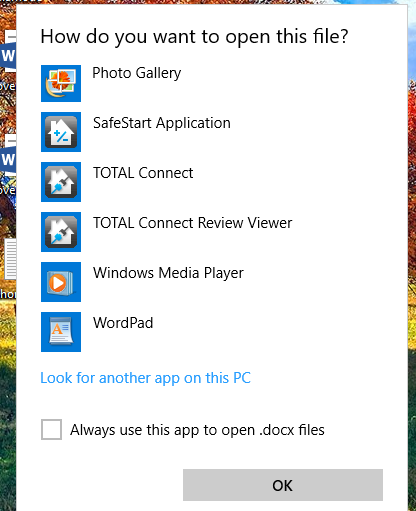 How do you want to open this file?
Photo Gallery
SafeStart Application
TOTAL Connect
TOTAL Connect Review Viewer
Windows Media Player
WordPad
Look for another app on this PC
Always use this app to open .docx files
OK